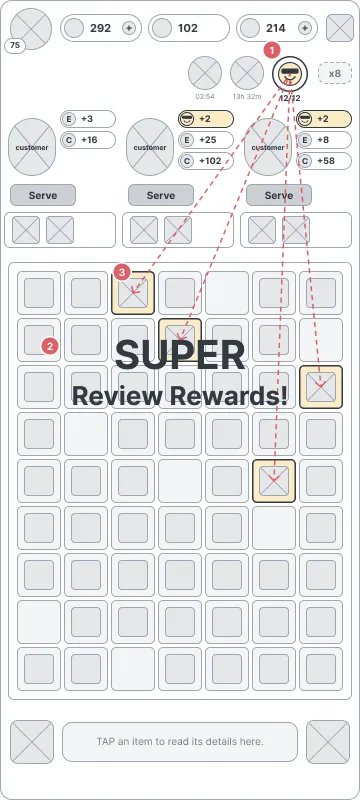 292 +
102
214 +
75
1
02:54
13h 32m
12/12
x8
customer
E +3
C +16
customer
+2
E +25
C +102
customer
+2
E +8
C +58
Serve
Serve
Serve
3
2
SUPER
Review Rewards!
TAP an item to read its details here.